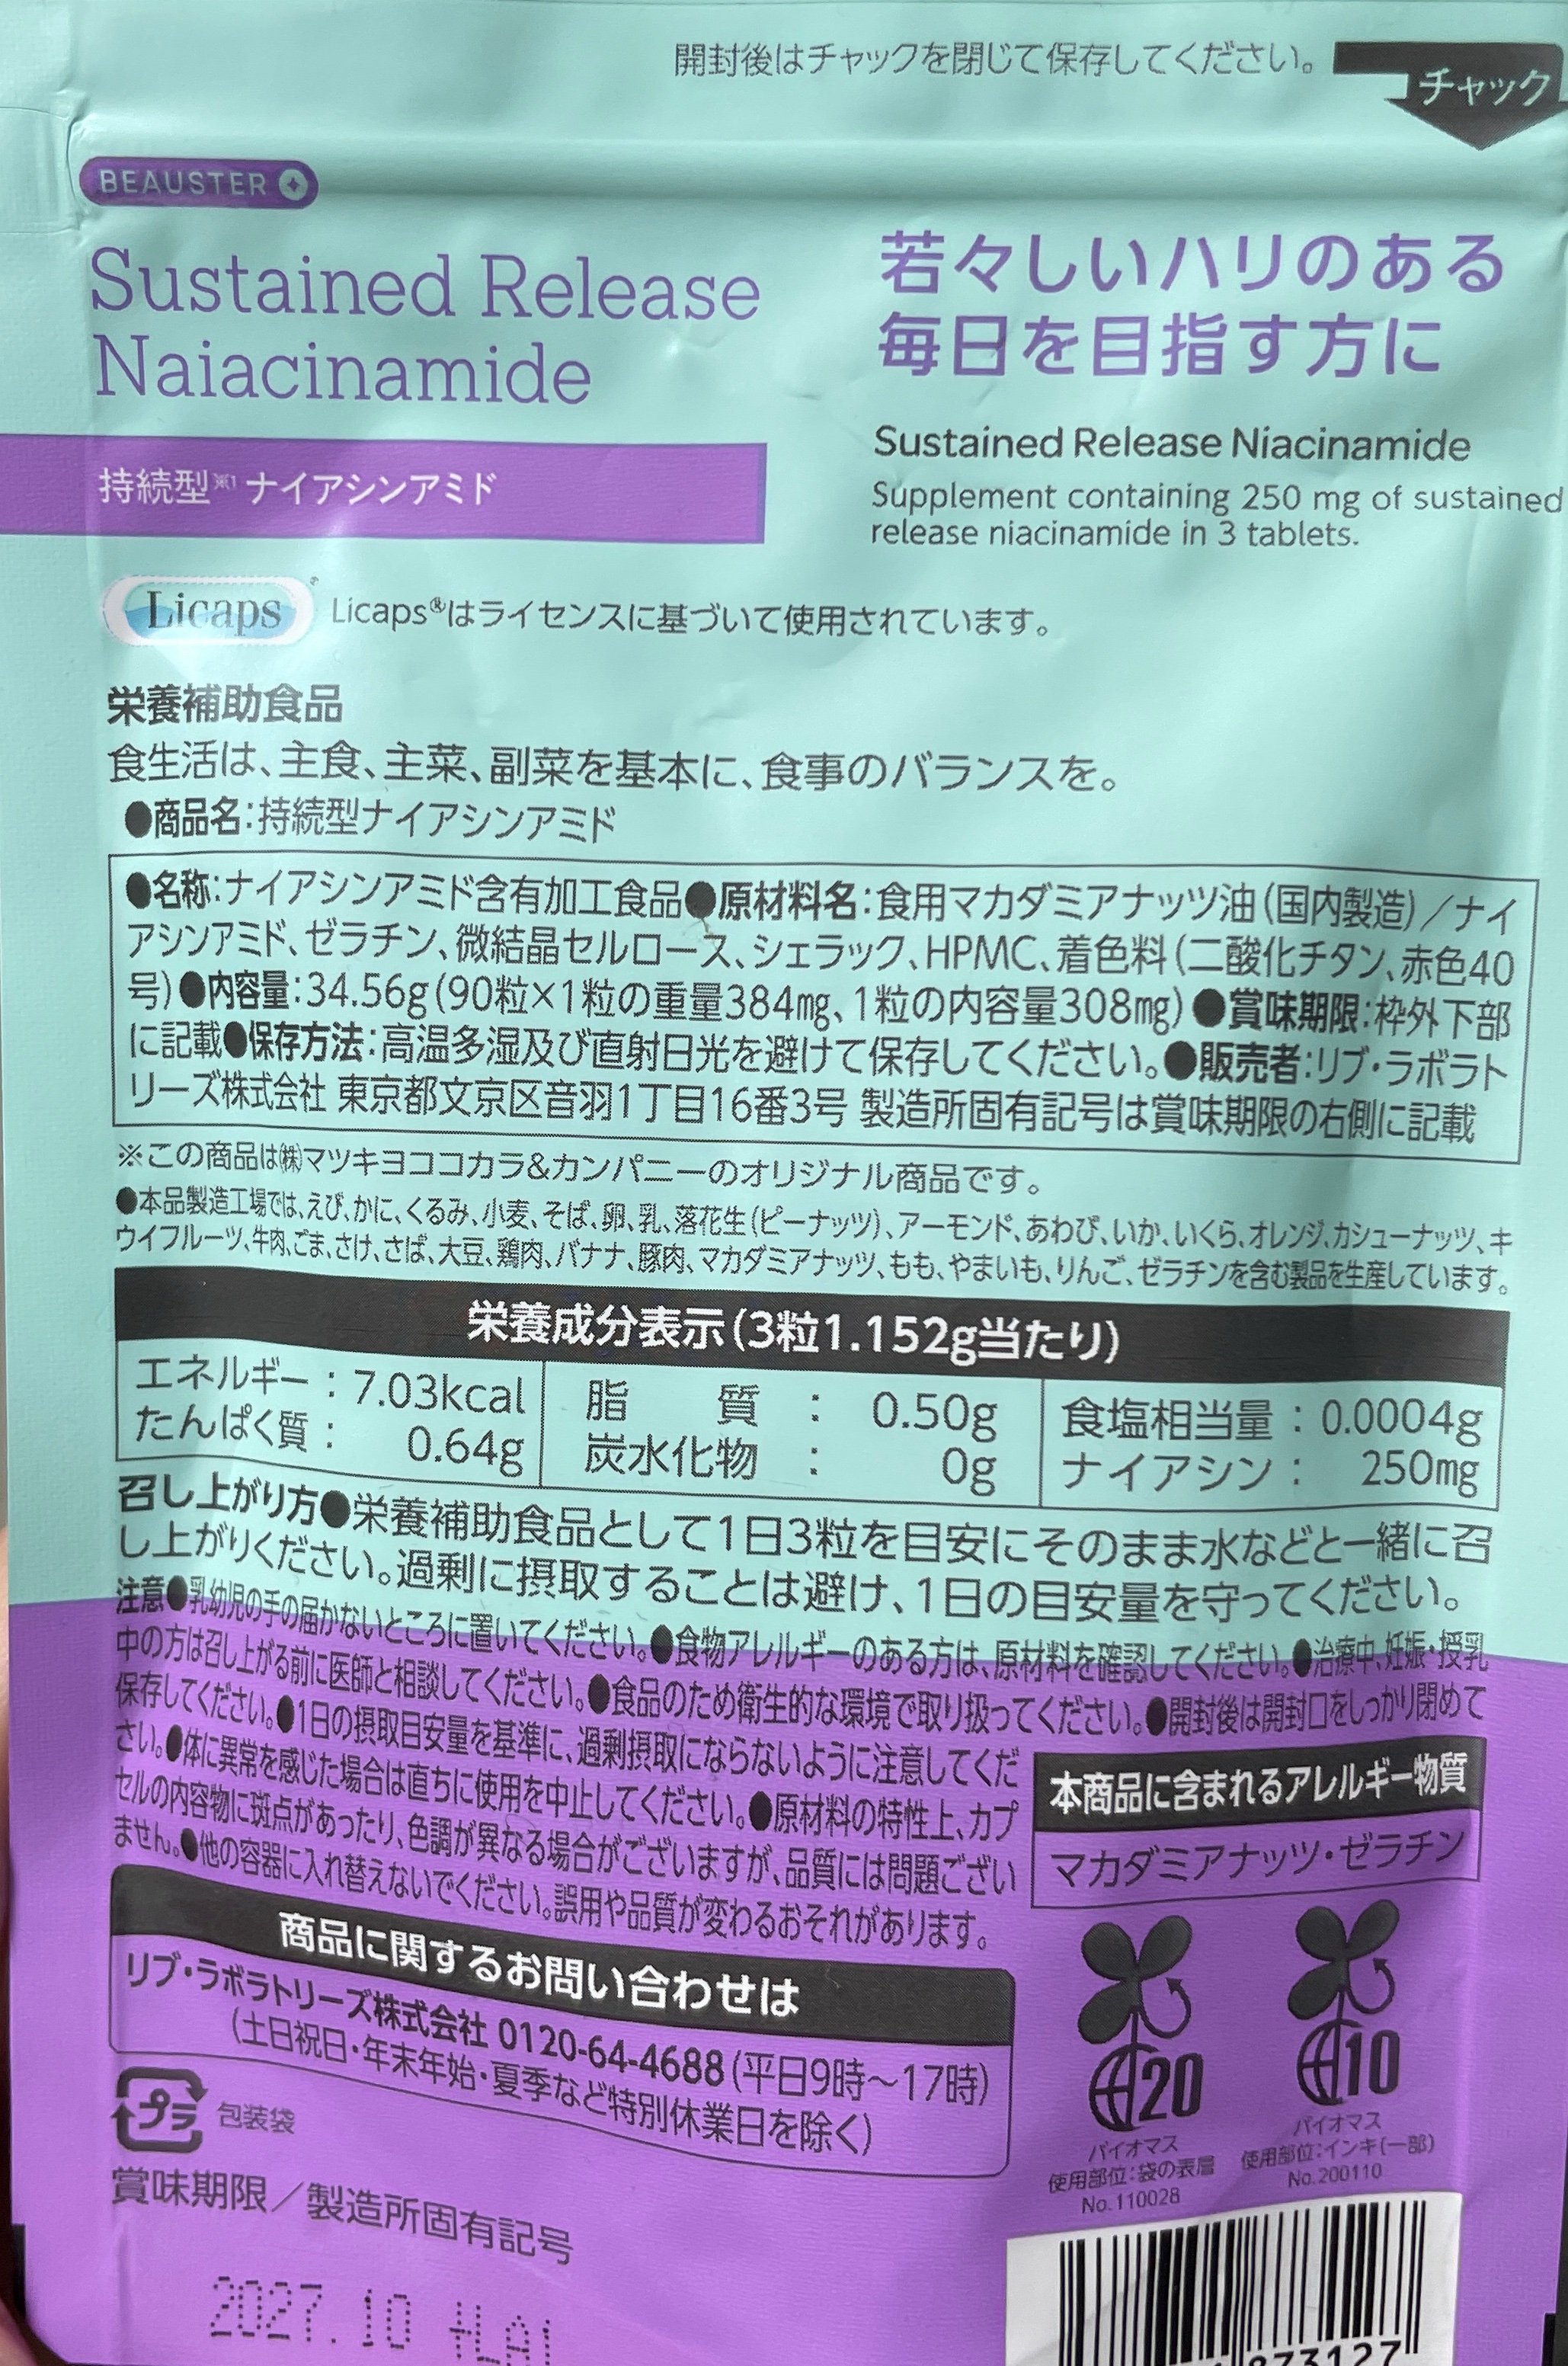 開封後はチャックを閉じて保存してください。
チャック
BEAUSTER
Sustained Release
Naiacinamide
持続型※1 ナイアシンアミド
若々しいハリのある
毎日を目指す方に
Sustained Release Niacinamide
Supplement containing 250 mg of sustained
release niacinamide in 3 tablets.
Licaps® Licaps®はライセンスに基づいて使用されています。
栄養補助食品
食生活は、主食、主菜、副菜を基本に、食事のバランスを。
●商品名:持続型ナイアシンアミド
●名称:ナイアシンアミド含有加工食品●原材料名:食用マカダミアナッツ油(国内製造)/ナイ
アシンアミド、ゼラチン、微結晶セルロース、シェラック、HPMC、着色料(二酸化チタン、赤色40
号)●内容量:34.56g(90粒×1粒の重量384mg、1粒の内容量308mg)●賞味期限:枠外下部
に記載●保存方法:高温多湿及び直射日光を避けて保存してください。●販売者:リブ・ラボラト
リーズ株式会社 東京都文京区音羽1丁目16番3号 製造所固有記号は賞味期限の右側に記載
※この商品は㈱マツキヨココカラ&カンパニーのオリジナル商品です。
●本品製造工場では、えび、かに、くるみ、小麦、そば、卵、乳、落花生(ピーナッツ)、アーモンド、あわび、いか、いくら、オレンジ、カシューナッツ、キ
ウイフルーツ、牛肉、ごま、さけ、さば、大豆、鶏肉、バナナ、豚肉、マカダミアナッツ、もも、やまいも、りんご、ゼラチンを含む製品を生産しています。
栄養成分表示(3粒1.152g当たり)
エネルギー:7.03kcal 脂質:0.50g 食塩相当量:0.0004g
たんぱく質:0.64g 炭水化物:0g ナイアシン:250mg
召し上がり方●栄養補助食品として1日3粒を目安にそのまま水などと一緒に召
し上がりください。過剰に摂取することは避け、1日の目安量を守ってください。
注意●乳幼児の手の届かないところに置いてください。●食物アレルギーのある方は、原材料を確認してください。●治療中、妊娠・授乳
中の方は召し上がる前に医師と相談してください。●食品のため衛生的な環境で取り扱ってください。●開封後は開封口をしっかり閉めて
保存してください。●1日の摂取目安量を基準に、過剰摂取にならないように注意してくだ
さい。●体に異常を感じた場合は直ちに使用を中止してください。●原材料の特性上、カプ
セルの内容物に斑点があったり、色調が異なる場合がございますが、品質には問題ござい
ません。●他の容器に入れ替えないでください。誤用や品質が変わるおそれがあります。
本商品に含まれるアレルギー物質
マカダミアナッツ・ゼラチン
商品に関するお問い合わせは
リブ・ラボラトリーズ株式会社 0120-64-4688(平日9時~17時)
(土日祝日・年末年始・夏季など特別休業日を除く)
プラ 包装袋
20
バイオマス
使用部位:袋の表層
No.110028
10
バイオマス
使用部位:インキ(一部)
No.200110
賞味期限/製造所固有記号
2027.10
873127